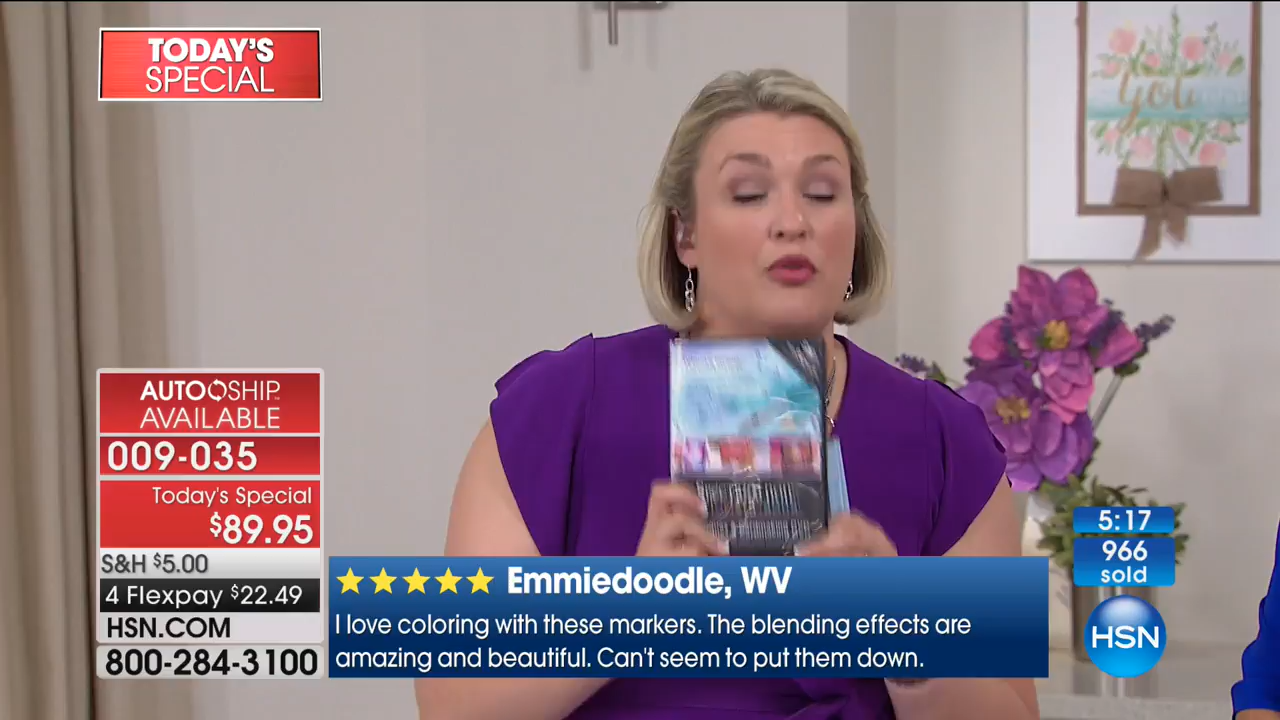 TODAY'S
SPECIAL
you
AUTOSHIP
AVAILABLE
009-035
Today's Special
$89.95
S&H $5.00
4 Flexpay $22.49
HSN.COM
800-284-3100
Emmiedoodle, WV
I love coloring with these markers. The blending effects are
amazing and beautiful. Can't seem to put them down.
5:17
966
sold
HSN